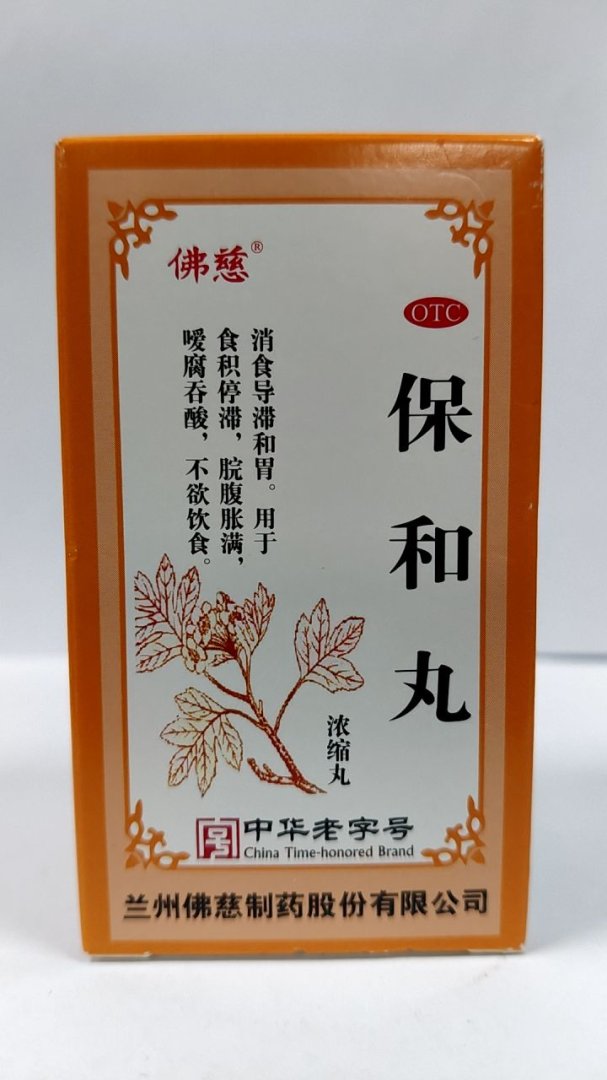 佛慈®
OTC
保和丸
消食导滞和胃。用于
食积停滞，脘腹胀满，
嗳腐吞酸，不欲饮食。
浓缩丸
中华老字号
China Time-honored Brand
兰州佛慈制药股份有限公司